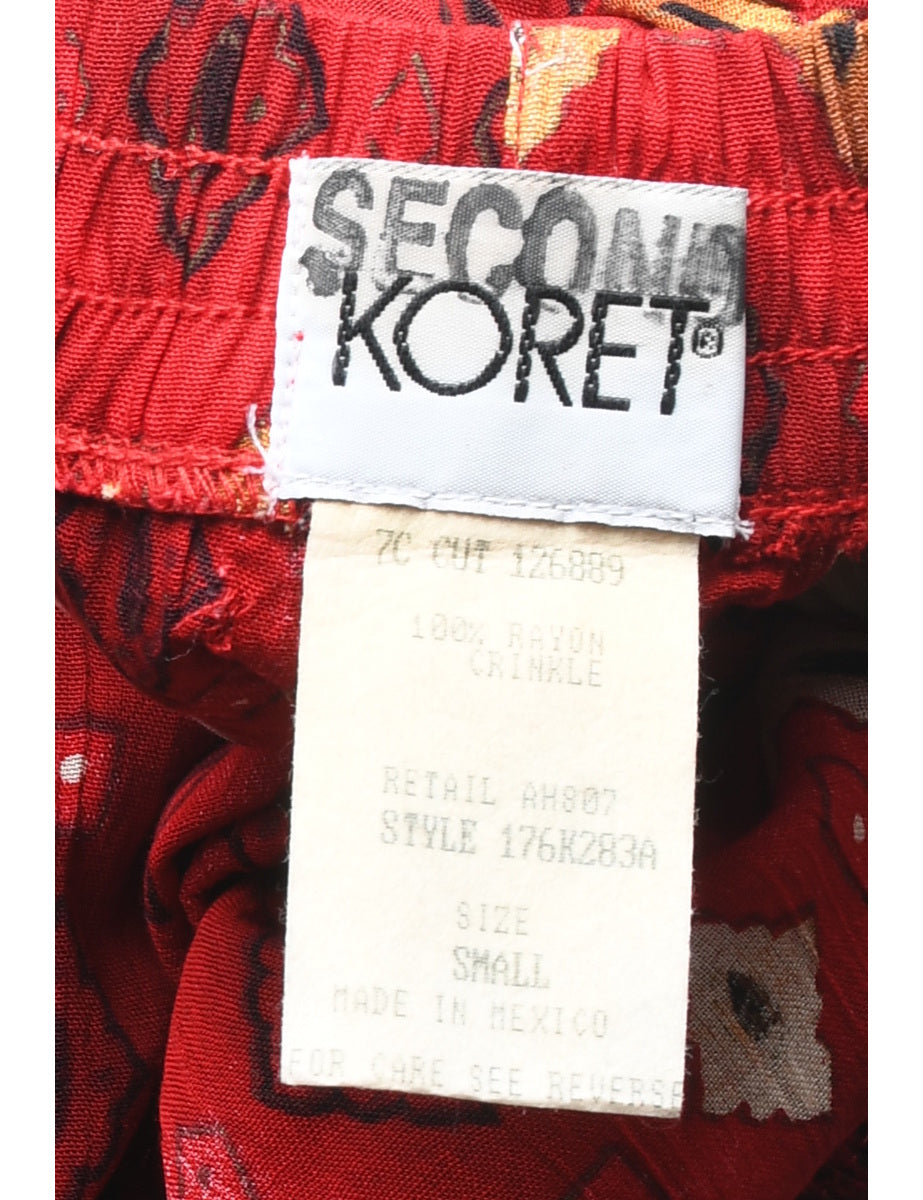 SECOND
KORET®
7C CUT 126889
100% RAYON
CRINKLE
RETAIL AH807
STYLE 176K283A
SIZE
SMALL
MADE IN MEXICO
FOR CARE SEE REVERSE